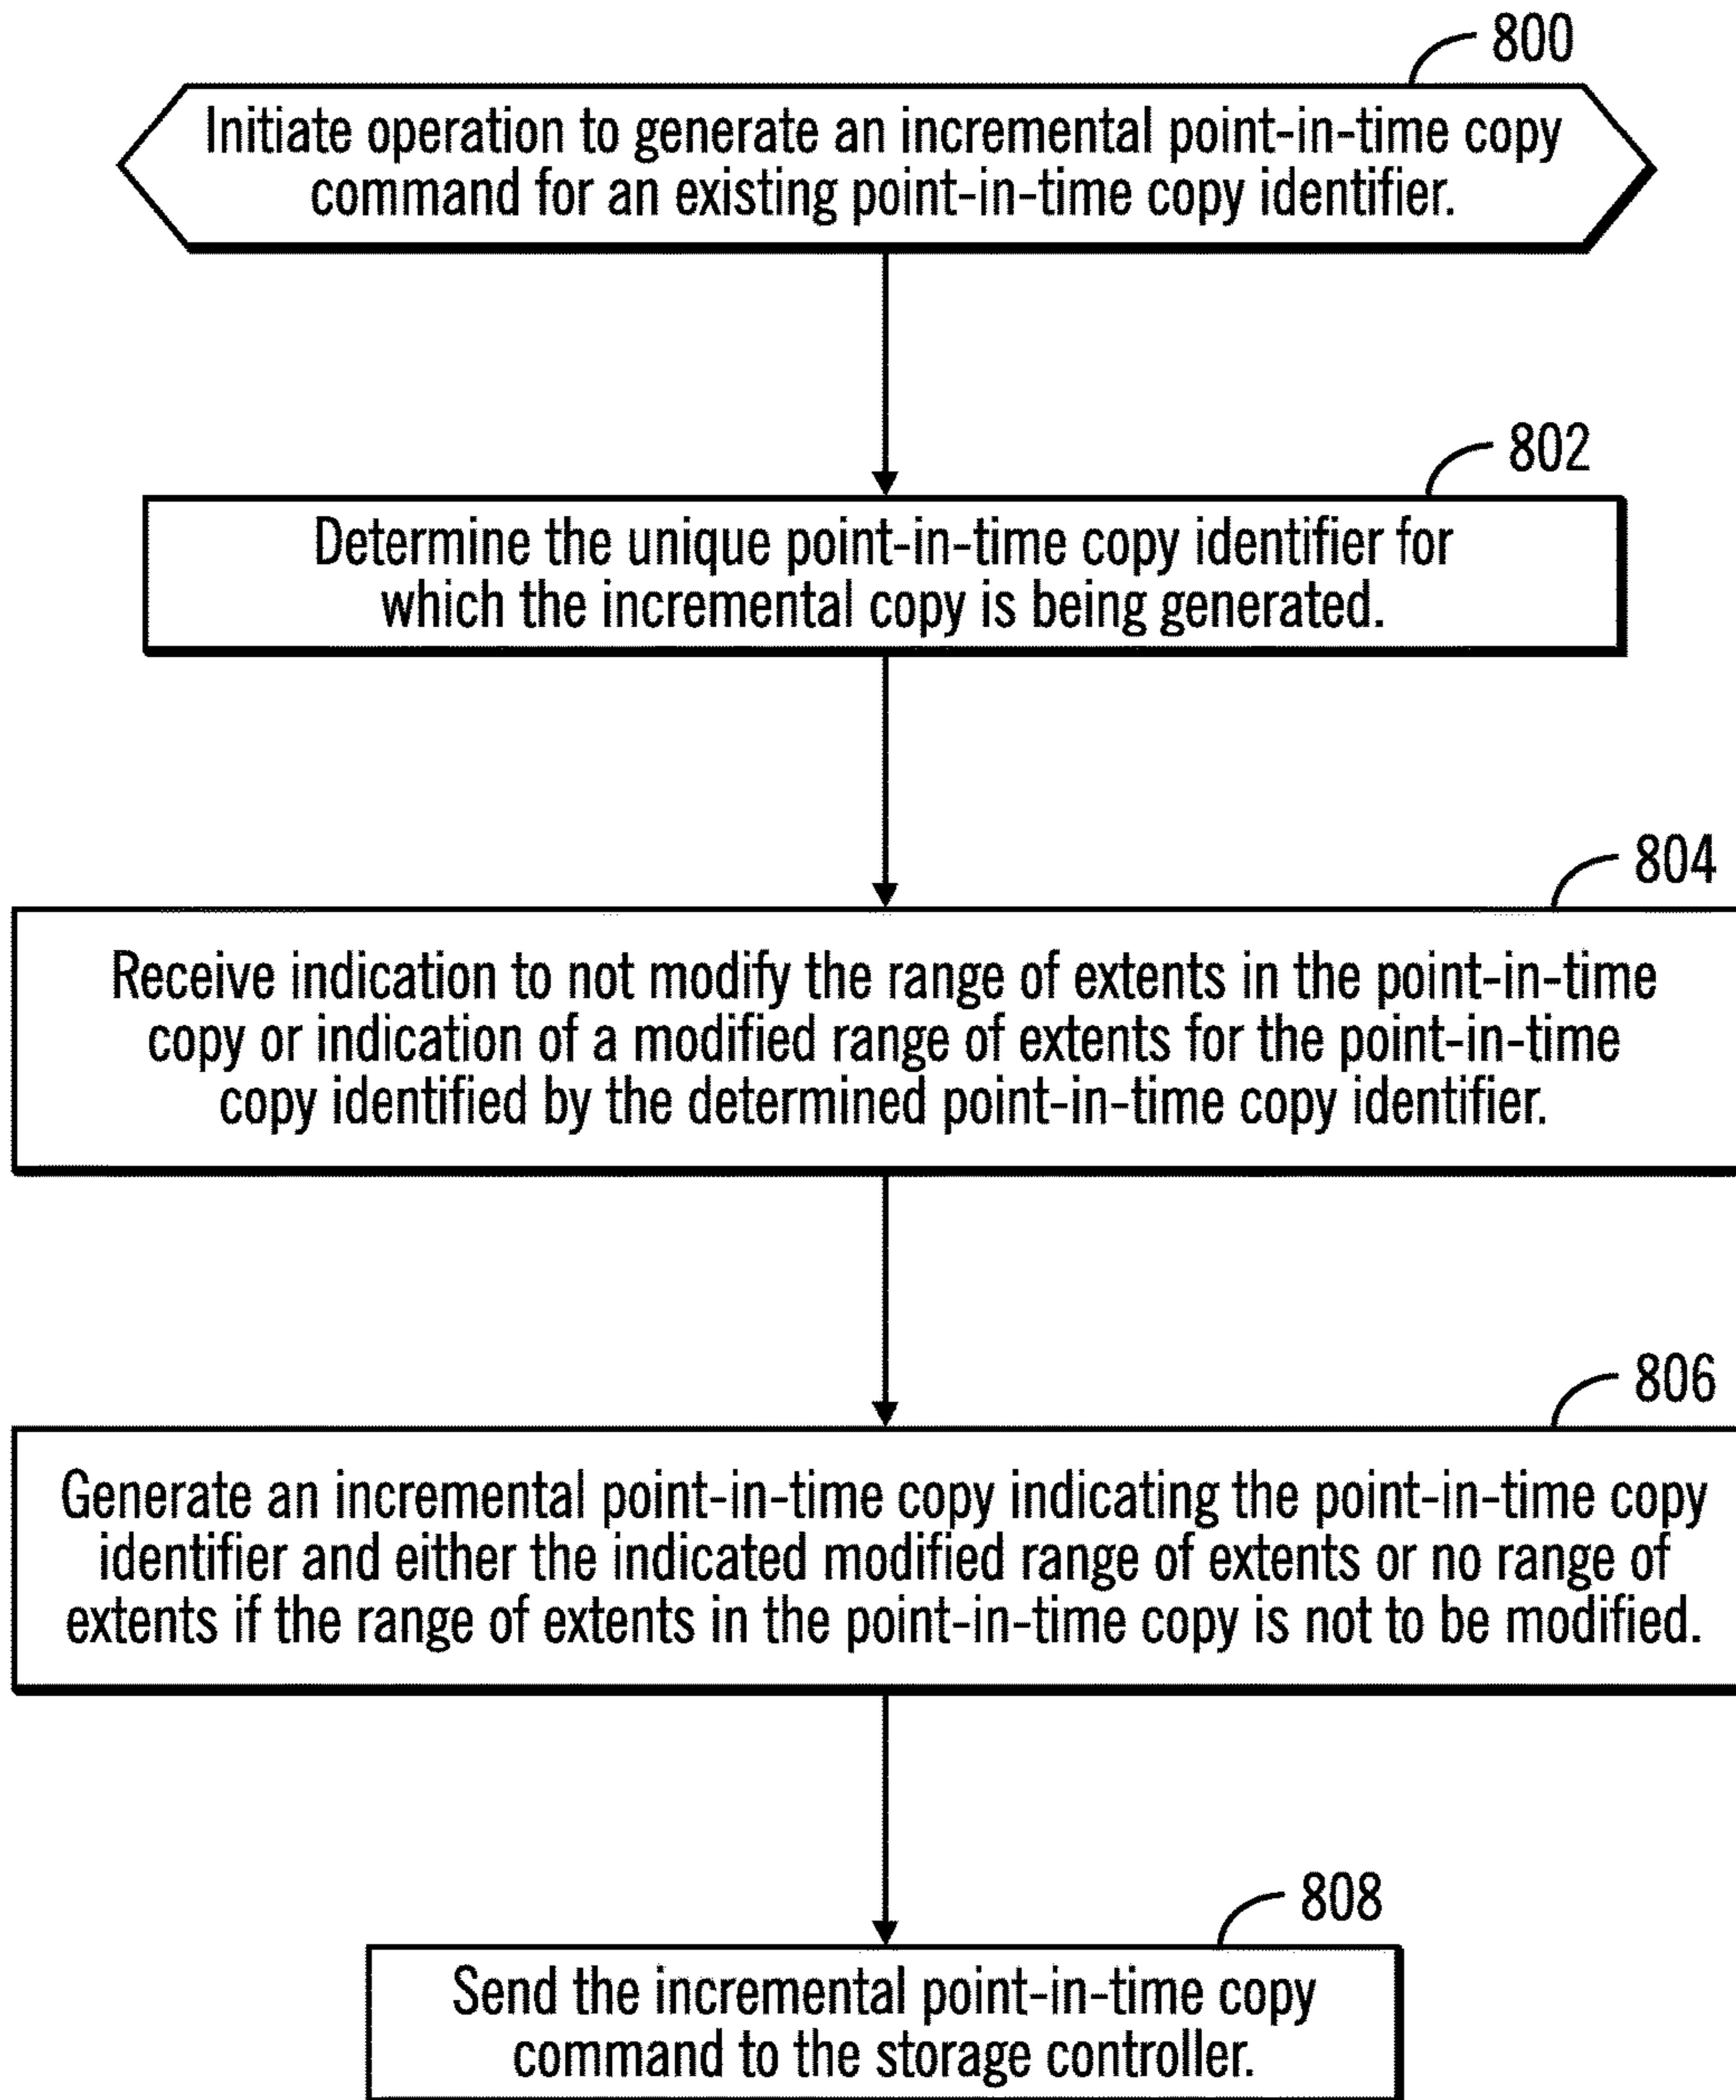 800
Initiate operation to generate an incremental point-in-time copy
command for an existing point-in-time copy identifier.
802
Determine the unique point-in-time copy identifier for
which the incremental copy is being generated.
804
Receive indication to not modify the range of extents in the point-in-time
copy or indication of a modified range of extents for the point-in-time
copy identified by the determined point-in-time copy identifier.
806
Generate an incremental point-in-time copy indicating the point-in-time copy
identifier and either the indicated modified range of extents or no range of
extents if the range of extents in the point-in-time copy is not to be modified.
808
Send the incremental point-in-time copy
command to the storage controller.